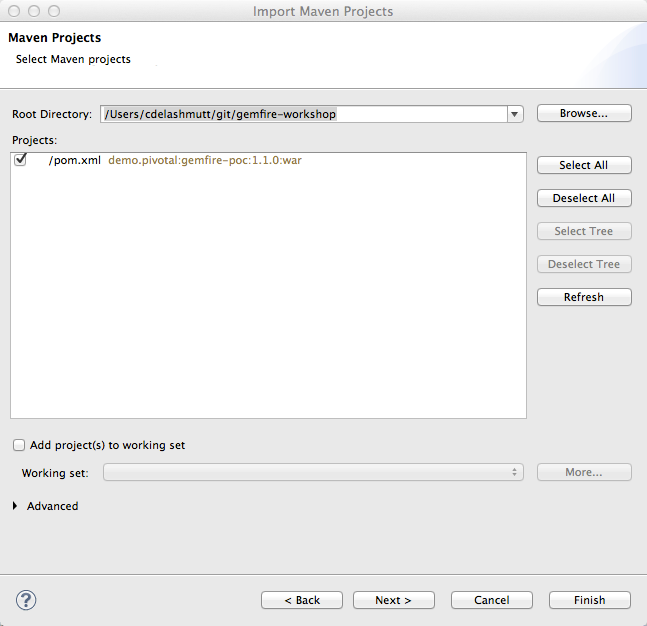 Import Maven Projects
Maven Projects
Select Maven projects
Root Directory: /Users/cdelashmutt/git/gemfire-workshop Browse...
Projects:
/pom.xml demo.pivotal:gemfire-poc:1.1.0:war
Select All
Deselect All
Select Tree
Deselect Tree
Refresh
Add project(s) to working set
Working set: More...
Advanced
? < Back Next > Cancel Finish